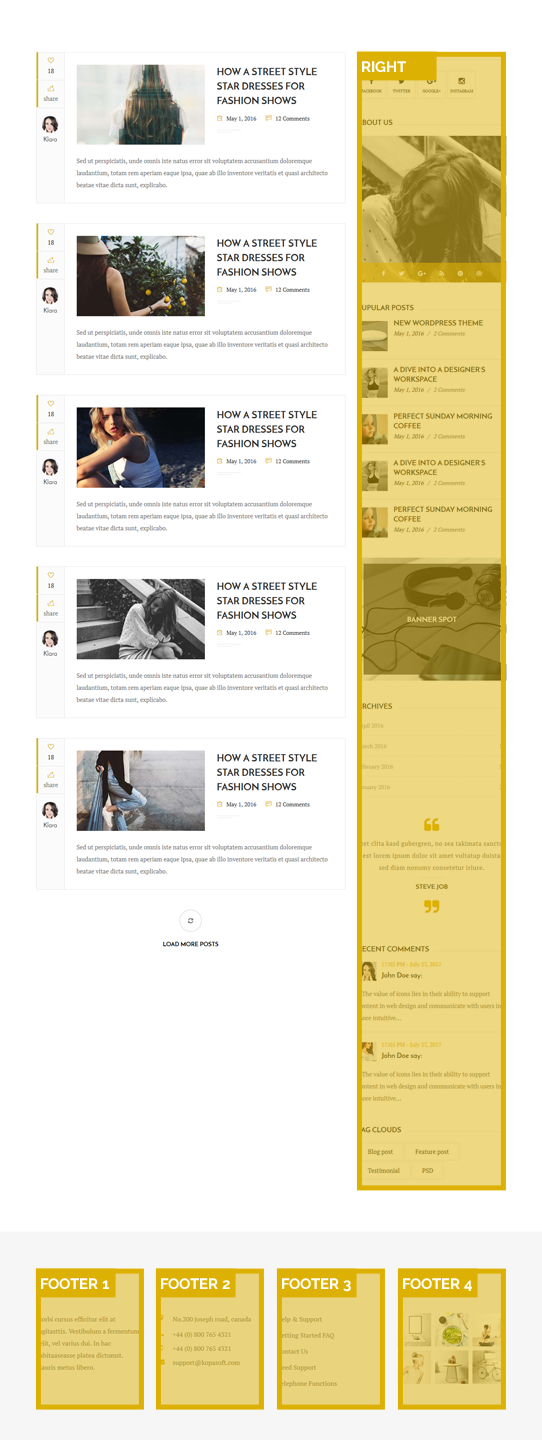 18
share
Klara
HOW A STREET STYLE
STAR DRESSES FOR
FASHION SHOWS
May 1, 2016 12 Comments
Sed ut perspiciatis, unde omnis iste natus error sit voluptatem accusantium doloremque
laudantium, totam rem aperiam eaque ipsa, quae ab illo inventore veritatis et quasi architecto
beatae vitae dicta sunt, explicabo.
18
share
Klara
HOW A STREET STYLE
STAR DRESSES FOR
FASHION SHOWS
May 1, 2016 12 Comments
Sed ut perspiciatis, unde omnis iste natus error sit voluptatem accusantium doloremque
laudantium, totam rem aperiam eaque ipsa, quae ab illo inventore veritatis et quasi architecto
beatae vitae dicta sunt, explicabo.
18
share
Klara
HOW A STREET STYLE
STAR DRESSES FOR
FASHION SHOWS
May 1, 2016 12 Comments
Sed ut perspiciatis, unde omnis iste natus error sit voluptatem accusantium doloremque
laudantium, totam rem aperiam eaque ipsa, quae ab illo inventore veritatis et quasi architecto
beatae vitae dicta sunt, explicabo.
18
share
Klara
HOW A STREET STYLE
STAR DRESSES FOR
FASHION SHOWS
May 1, 2016 12 Comments
Sed ut perspiciatis, unde omnis iste natus error sit voluptatem accusantium doloremque
laudantium, totam rem aperiam eaque ipsa, quae ab illo inventore veritatis et quasi architecto
beatae vitae dicta sunt, explicabo.
18
share
Klara
HOW A STREET STYLE
STAR DRESSES FOR
FASHION SHOWS
May 1, 2016 12 Comments
Sed ut perspiciatis, unde omnis iste natus error sit voluptatem accusantium doloremque
laudantium, totam rem aperiam eaque ipsa, quae ab illo inventore veritatis et quasi architecto
beatae vitae dicta sunt, explicabo.
LOAD MORE POSTS
RIGHT
FACEBOOK TWITTER GOOGLE+ INSTAGRAM
BOUT US
UPULAR POSTS
NEW WORDPRESS THEME
May 1, 2016 / 2 Comments
A DIVE INTO A DESIGNER'S
WORKSPACE
May 1, 2016 / 2 Comments
PERFECT SUNDAY MORNING
COFFEE
May 1, 2016 / 2 Comments
A DIVE INTO A DESIGNER'S
WORKSPACE
May 1, 2016 / 2 Comments
PERFECT SUNDAY MORNING
COFFEE
May 1, 2016 / 2 Comments
BANNER SPOT
RCHIVES
pril 2016
arch 2016
bruary 2016
nuary 2016
et clita kasd gubergren, no sea takimata sanct
est lorem ipsum dolor sit amet vultatup duista
sed diam nonumy consetetur iriure.
STEVE JOB
ECENT COMMENTS
17:03 PM - July 27, 2017
John Doe say:
The value of icons lies in their ability to support
ontent in web design and communicate with users in
ore intuitive...
17:03 PM - July 27, 2017
John Doe say:
The value of icons lies in their ability to support
ontent in web design and communicate with users in
ore intuitive...
AG CLOUDS
Blog post Feature post
Testimonial PSD
FOOTER 1
orbi cursus efficitur elit at
agittis. Vestibulum a fermentum
elit, vel varius dui. In hac
abitasseasse platea dictumst.
auris metus libero.
FOOTER 2
No.300 joseph road, canada
+44 (0) 800 765 4321
+44 (0) 800 765 4321
support@kopasoft.com
FOOTER 3
elp & Support
etting Started FAQ
ontact Us
eed Support
elephone Functions
FOOTER 4